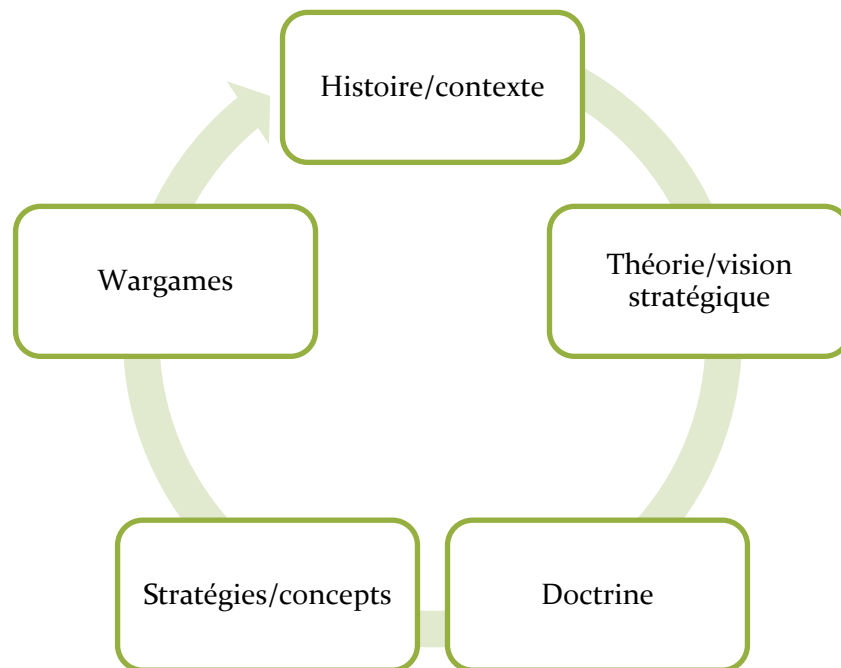 Histoire/contexte
Théorie/vision
stratégique
Doctrine
Stratégies/concepts
Wargames